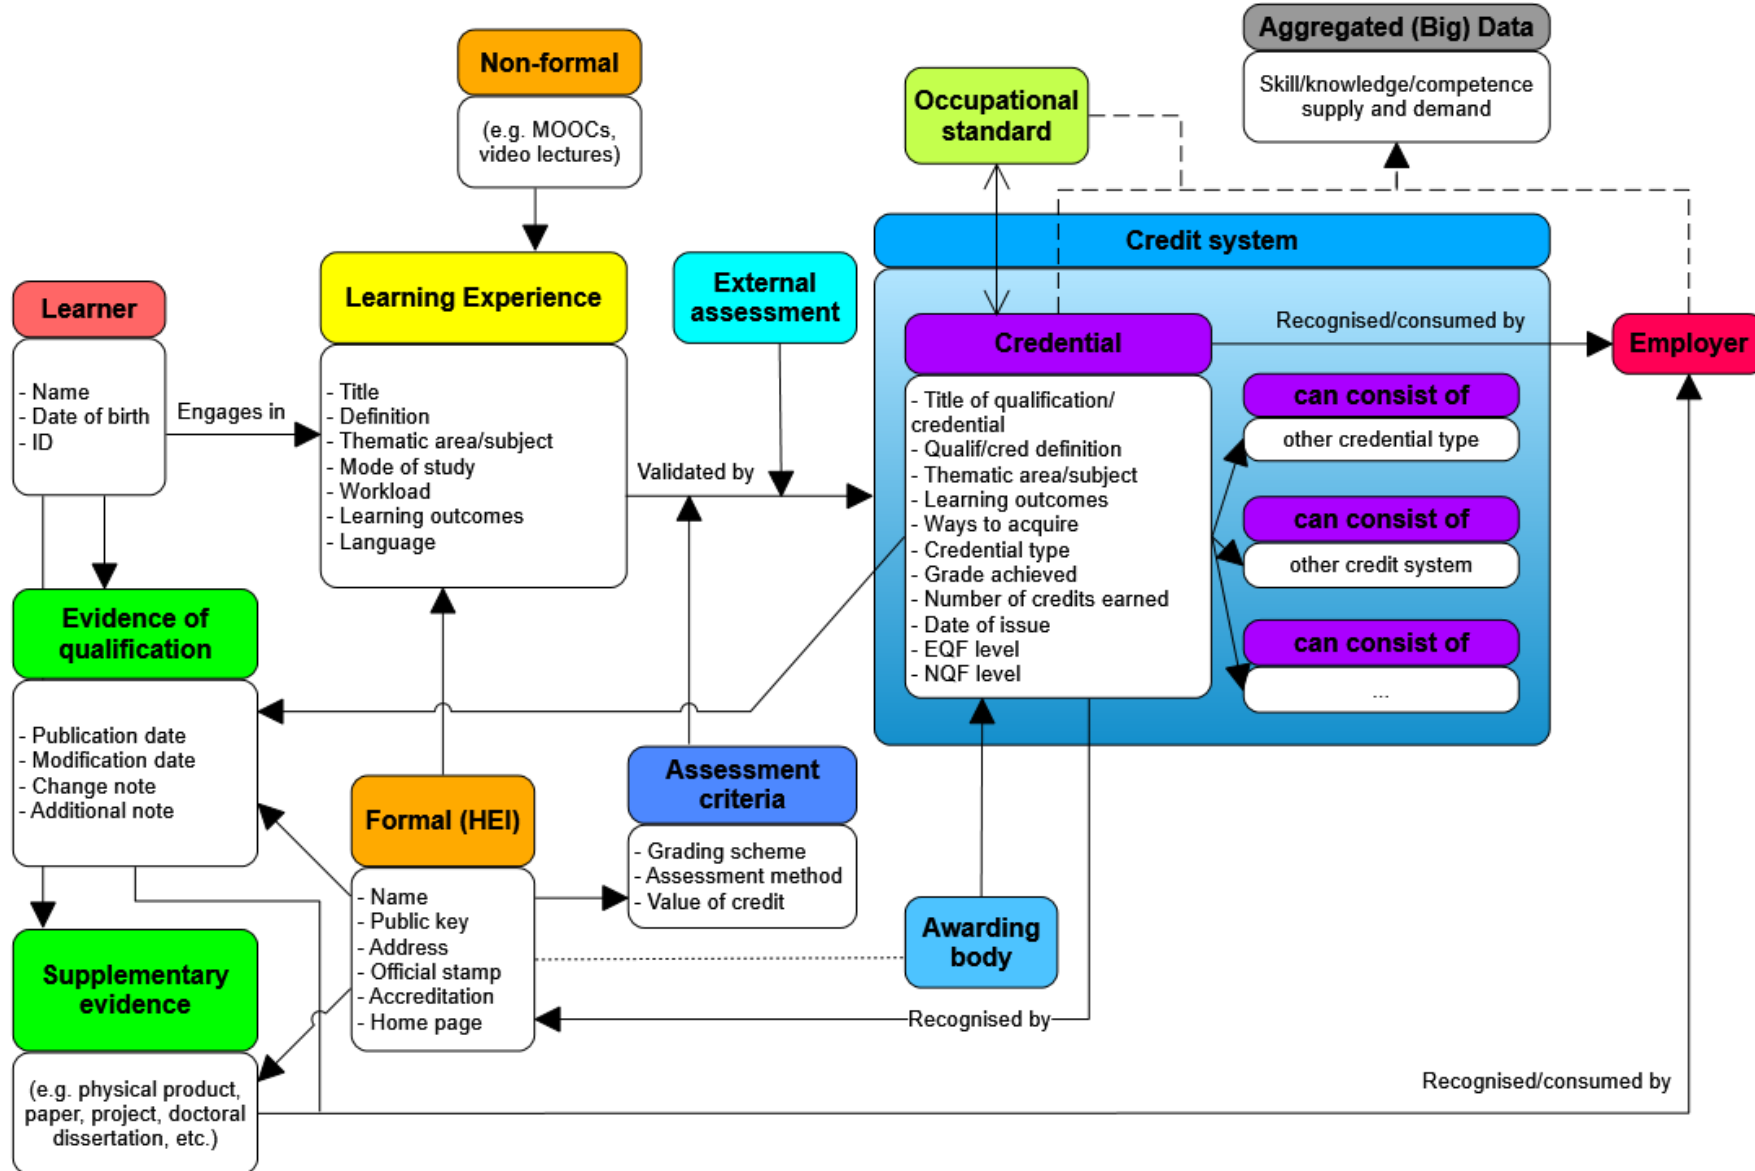 Non-formal
(e.g. MOOCs,
video lectures)
Aggregated (Big) Data
Skill/knowledge/competence
supply and demand
Occupational
standard
Credit system
Learner
- Name
- Date of birth
- ID
Engages in
Learning Experience
- Title
- Definition
- Thematic area/subject
- Mode of study
- Workload
- Learning outcomes
- Language
External
assessment
Validated by
Credential
- Title of qualification/
credential
- Qualif/cred definition
- Thematic area/subject
- Learning outcomes
- Ways to acquire
- Credential type
- Grade achieved
- Number of credits earned
- Date of issue
- EQF level
- NQF level
Recognised/consumed by
Employer
can consist of
other credential type
can consist of
other credit system
can consist of
...
Evidence of
qualification
- Publication date
- Modification date
- Change note
- Additional note
Formal (HEI)
- Name
- Public key
- Address
- Official stamp
- Accreditation
- Home page
Assessment
criteria
- Grading scheme
- Assessment method
- Value of credit
Awarding
body
Recognised by
Supplementary
evidence
(e.g. physical product,
paper, project, doctoral
dissertation, etc.)
Recognised/consumed by